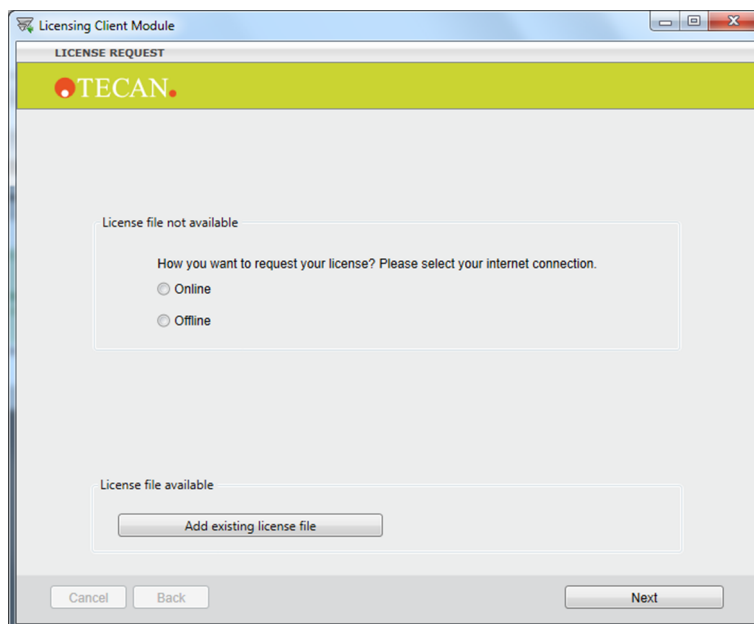 Licensing Client Module
LICENSE REQUEST
TECAN.
License file not available
How you want to request your license? Please select your internet connection.
Online
Offline
License file available
Add existing license file
Cancel
Back
Next